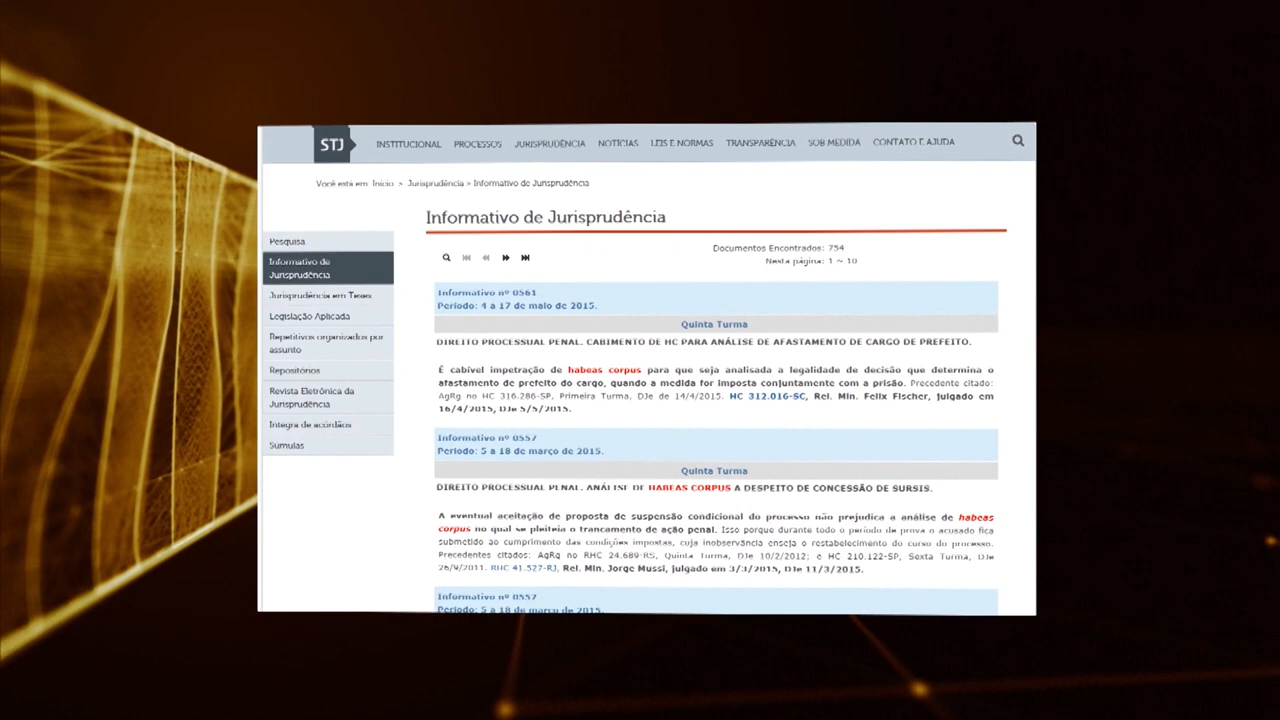 STJ
INSTITUCIONAL PROCESSOS JURISPRUDÊNCIA NOTÍCIAS LEIS E NORMAS TRANSPARÊNCIA SOB MEDIDA CONTATO E AJUDA
Você está em: Início > Jurisprudência > Informativo de Jurisprudência
Informativo de Jurisprudência
Pesquisa
Informativo de
Jurisprudência
Jurisprudência em Teses
Legislação Aplicada
Repetitivos organizados por
assunto
Repositórios
Revista Eletrônica da
Jurisprudência
Íntegra de acórdãos
Súmulas
Documentos Encontrados: 754
Nesta página: 1 ~ 10
Informativo nº 0561
Período: 4 a 17 de maio de 2015.
Quinta Turma
DIREITO PROCESSUAL PENAL. CABIMENTO DE HC PARA ANÁLISE DE AFASTAMENTO DE CARGO DE PREFEITO.
É cabível impetração de habeas corpus para que seja analisada a legalidade de decisão que determina o
afastamento de prefeito do cargo, quando a medida for imposta conjuntamente com a prisão. Precedente citado:
AgRg no HC 316.286-SP, Primeira Turma, DJe de 14/4/2015. HC 312.016-SC, Rel. Min. Felix Fischer, julgado em
16/4/2015, DJe 5/5/2015.
Informativo nº 0557
Período: 5 a 18 de março de 2015.
Quinta Turma
DIREITO PROCESSUAL PENAL. ANÁLISE DE HABEAS CORPUS A DESPEITO DE CONCESSÃO DE SURSIS.
A eventual aceitação de proposta de suspensão condicional do processo não prejudica a análise de habeas
corpus no qual se pleiteia o trancamento de ação penal. Isso porque durante todo o período de prova o acusado fica
submetido ao cumprimento das condições impostas, cuja inobservância enseja o restabelecimento do curso do processo.
Precedentes citados: AgRg no RHC 24.689-RS, Quinta Turma, DJe 10/2/2012; e HC 210.122-SP, Sexta Turma, DJe
26/9/2011. RHC 41.527-RJ, Rel. Min. Jorge Mussi, julgado em 3/3/2015, DJe 11/3/2015.
Informativo nº 0557
Período: 5 a 18 de março de 2015.